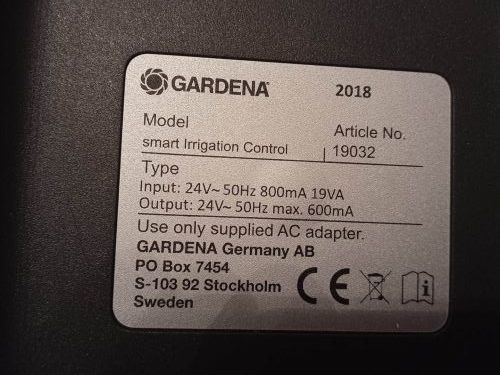 GARDENA 2018
Model
smart Irrigation Control
Article No.
19032
Type
Input: 24V~ 50Hz 800mA 19VA
Output: 24V~ 50Hz max. 600mA
Use only supplied AC adapter.
GARDENA Germany AB
PO Box 7454
S-103 92 Stockholm
Sweden
CE